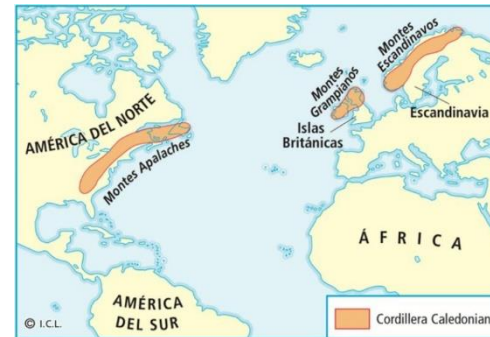 Montes
Escandinavos
Montes
Grampianos
Escandinavia
Islas
Británicas
AMÉRICA DEL NORTE
Montes Apalaches
ÁFRICA
AMÉRICA
DEL SUR
© I.C.L.
Cordillera Caledonian